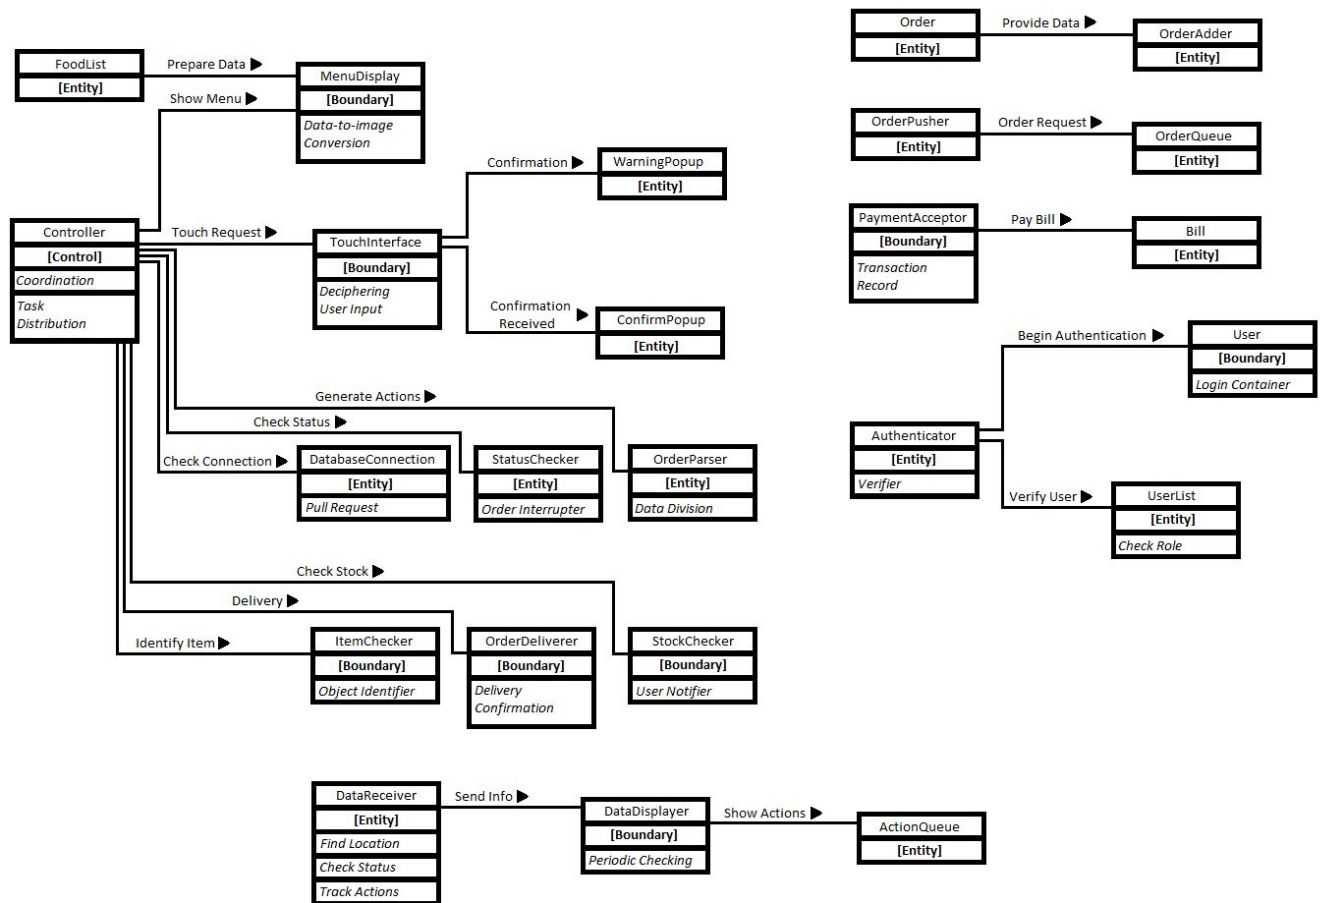 FoodList
[Entity]
Prepare Data
MenuDisplay
[Boundary]
Data-to-image
Conversion
Show Menu
Controller
[Control]
Coordination
Task
Distribution
Touch Request
TouchInterface
[Boundary]
Deciphering
User Input
Confirmation
WarningPopup
[Entity]
Confirmation
Received
ConfirmPopup
[Entity]
Generate Actions
Check Status
Check Connection
DatabaseConnection
[Entity]
Pull Request
StatusChecker
[Entity]
Order Interrupter
OrderParser
[Entity]
Data Division
Check Stock
Delivery
Identify Item
ItemChecker
[Boundary]
Object Identifier
OrderDeliverer
[Boundary]
Delivery
Confirmation
StockChecker
[Boundary]
User Notifier
DataReceiver
[Entity]
Find Location
Check Status
Track Actions
Send Info
DataDisplayer
[Boundary]
Periodic Checking
Show Actions
ActionQueue
[Entity]
Order
[Entity]
Provide Data
OrderAdder
[Entity]
OrderPusher
[Entity]
Order Request
OrderQueue
[Entity]
PaymentAcceptor
[Boundary]
Transaction
Record
Pay Bill
Bill
[Entity]
Begin Authentication
User
[Boundary]
Login Container
Authenticator
[Entity]
Verifier
Verify User
UserList
[Entity]
Check Role